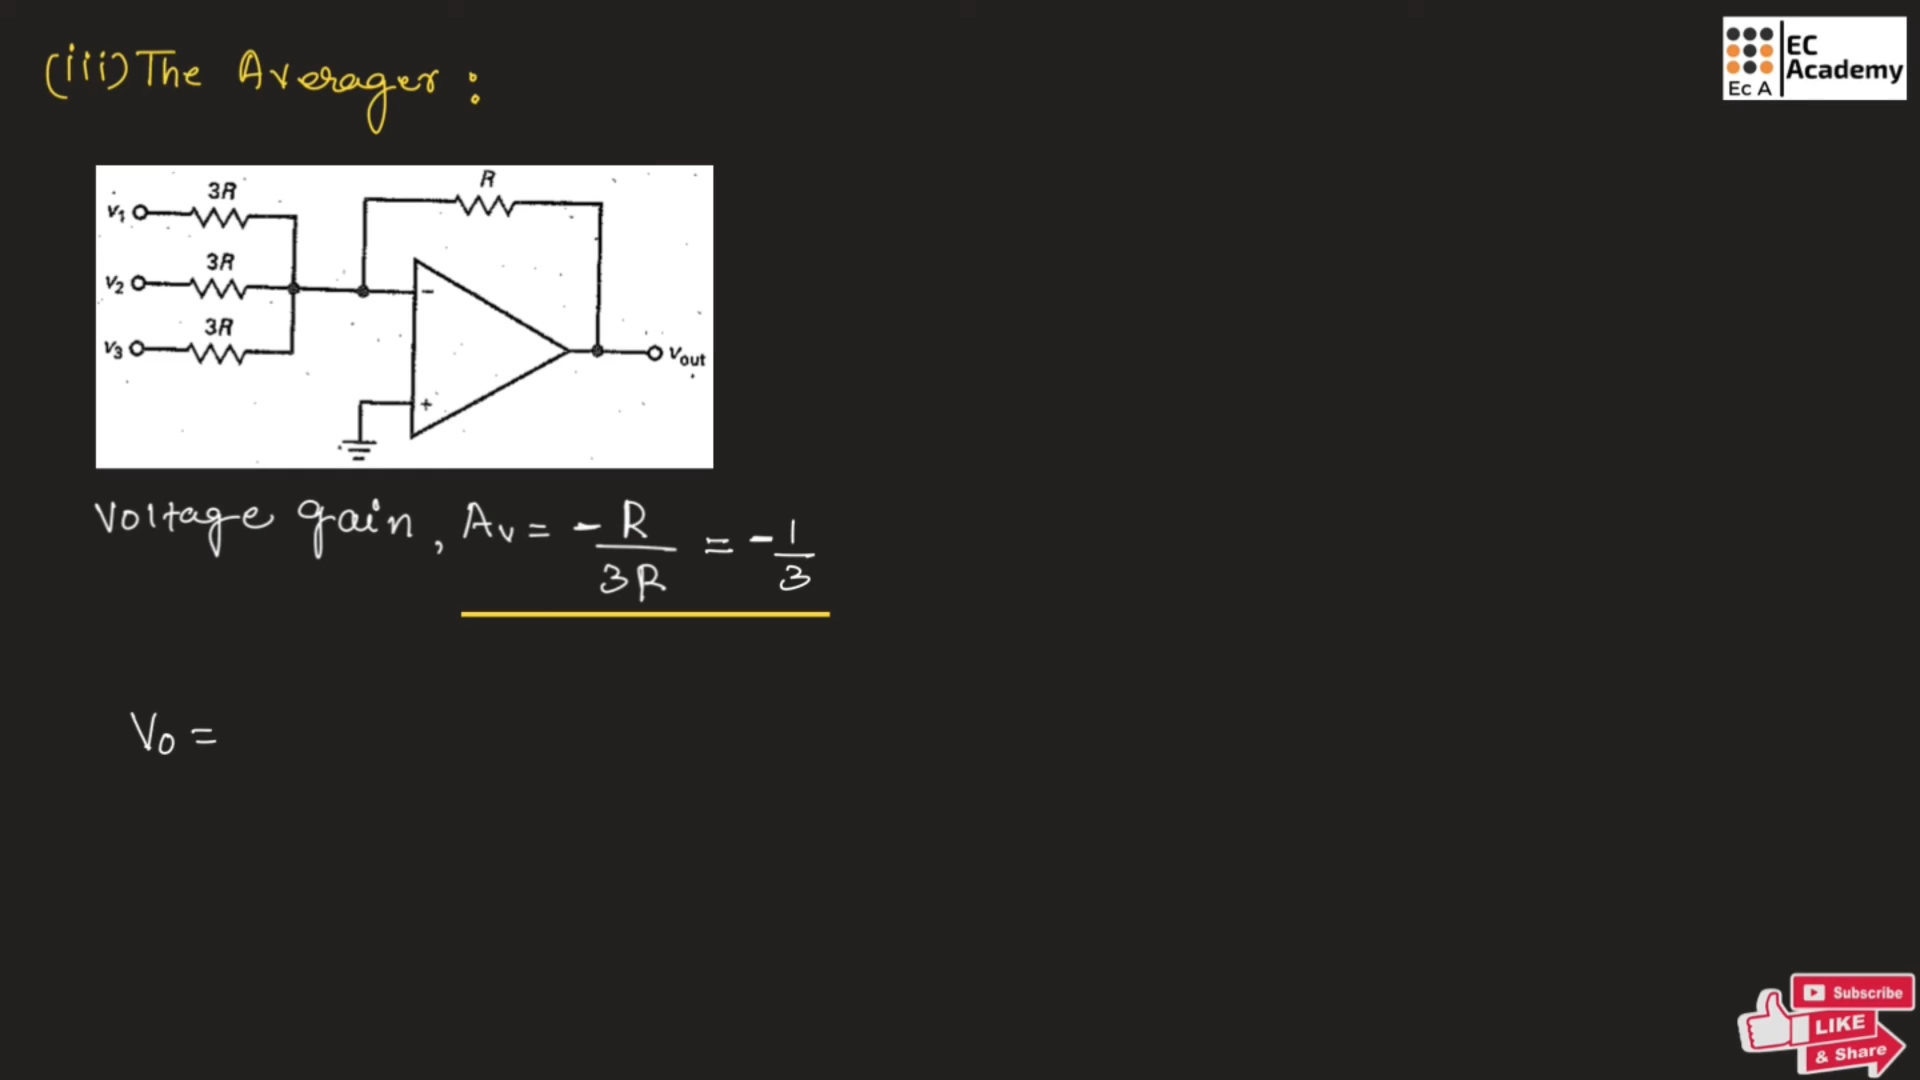 (iii) The Averager :
EC
Academy
Ec A
3R
R
V1
3R
V2
−
3R
V3
Vout
+
Voltage gain, Av = - R/3R = - 1/3
Vo =
Subscribe
LIKE
& Share